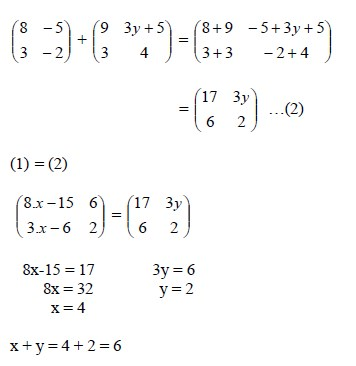 (8 -5
3 -2) + (9 3y+5
3 4) = (8+9 -5+3y+5
3+3 -2+4)
= (17 3y
6 2) ...(2)
(1) = (2)
(8.x-15 6
3.x-6 2) = (17 3y
6 2)
8x-15 = 17 3y = 6
8x = 32 y = 2
x = 4
x + y = 4 + 2 = 6